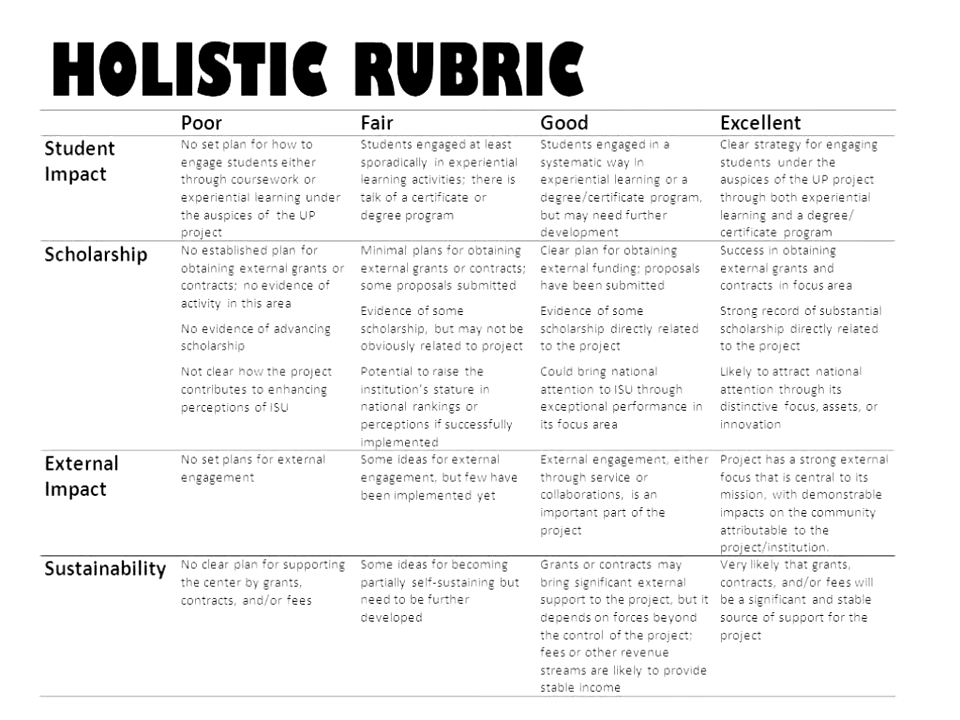 HOLISTIC RUBRIC
Poor
Fair
Good
Excellent
Student
Impact
No set plan for how to
engage students either
through coursework or
experiential learning under
the auspices of the UP
project
Students engaged at least
sporadically in experiential
learning activities; there is
talk of a certificate or
degree program
Students engaged in a
systematic way in
experiential learning or a
degree/certificate program,
but may need further
development
Clear strategy for engaging
students under the
auspices of the UP project
through both experiential
learning and a degree/
certificate program
Scholarship
No established plan for
obtaining external grants or
contracts; no evidence of
activity in this area
No evidence of advancing
scholarship
Not clear how the project
contributes to enhancing
perceptions of ISU
Minimal plans for obtaining
external grants or contracts;
some proposals submitted
Evidence of some
scholarship, but may not be
obviously related to project
Potential to raise the
institution's stature in
national rankings or
perceptions if successfully
implemented
Clear plan for obtaining
external funding; proposals
have been submitted
Evidence of some
scholarship directly related
to the project
Could bring national
attention to ISU through
exceptional performance in
its focus area
Success in obtaining
external grants and
contracts in focus area
Strong record of substantial
scholarship directly related
to the project
Likely to attract national
attention through its
distinctive focus, assets, or
innovation
External
Impact
No set plans for external
engagement
Some ideas for external
engagement, but few have
been implemented yet
External engagement, either
through service or
collaborations, is an
important part of the
project
Project has a strong external
focus that is central to its
mission, with demonstrable
impacts on the community
attributable to the
project/institution.
Sustainability
No clear plan for supporting
the center by grants,
contracts, and/or fees
Some ideas for becoming
partially self-sustaining but
need to be further
developed
Grants or contracts may
bring significant external
support to the project, but it
depends on forces beyond
the control of the project;
fees or other revenue
streams are likely to provide
stable income
Very likely that grants,
contracts, and/or fees will
be a significant and stable
source of support for the
project